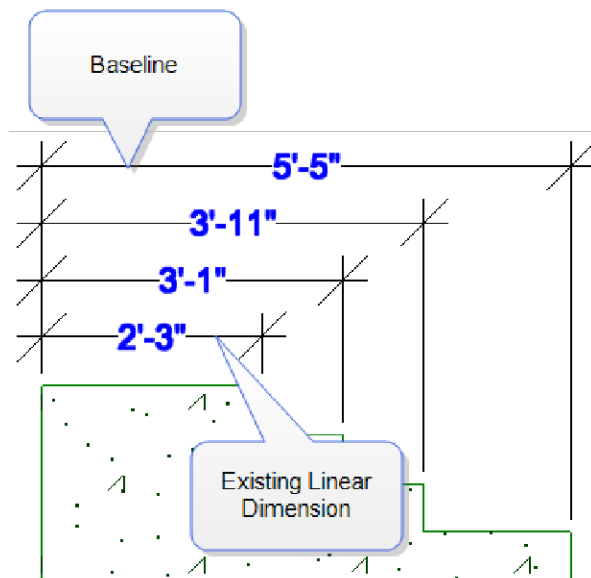 Baseline
5'-5"
3'-11"
3'-1"
2'-3"
Existing Linear
Dimension